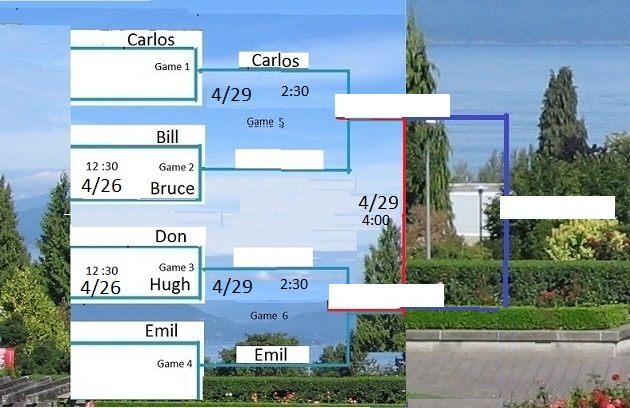 Carlos
Game 1
Carlos
4/29 2:30
Game 5
Bill
12:30 Game 2
4/26 Bruce
4/29
4:00
Don
12:30 Game 3
4/26 Hugh
4/29 2:30
Game 6
Emil
Game 4
Emil